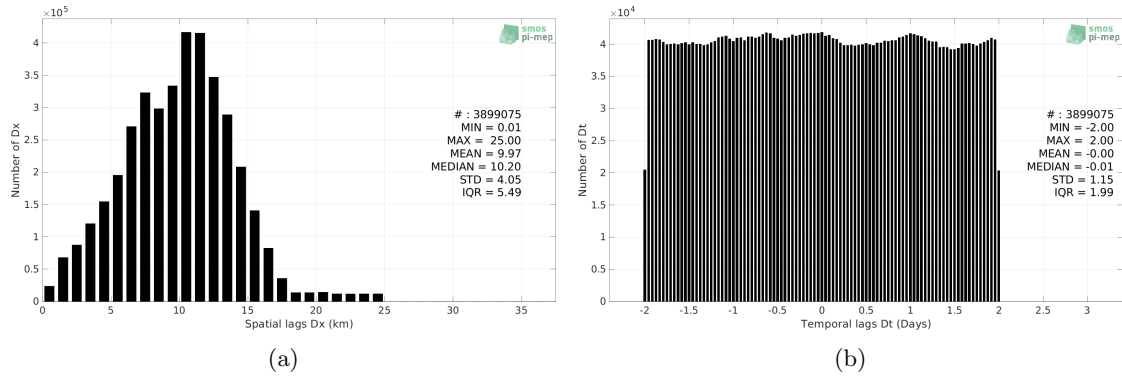 ×10^5
4
3.5
3
2.5
2
1.5
1
0.5
0
Number of Dx
0 5 10 15 20 25 30 35
Spatial lags Dx (km)
smos
pi-mep
# : 3899075
MIN = 0.01
MAX = 25.00
MEAN = 9.97
MEDIAN = 10.20
STD = 4.05
IQR = 5.49
(a)
×10^4
4
3.5
3
2.5
2
1.5
1
0.5
0
Number of Dt
-2 -1.5 -1 -0.5 0 0.5 1 1.5 2 2.5 3
Temporal lags Dt (Days)
smos
pi-mep
# : 3899075
MIN = -2.00
MAX = 2.00
MEAN = -0.00
MEDIAN = -0.01
STD = 1.15
IQR = 1.99
(b)